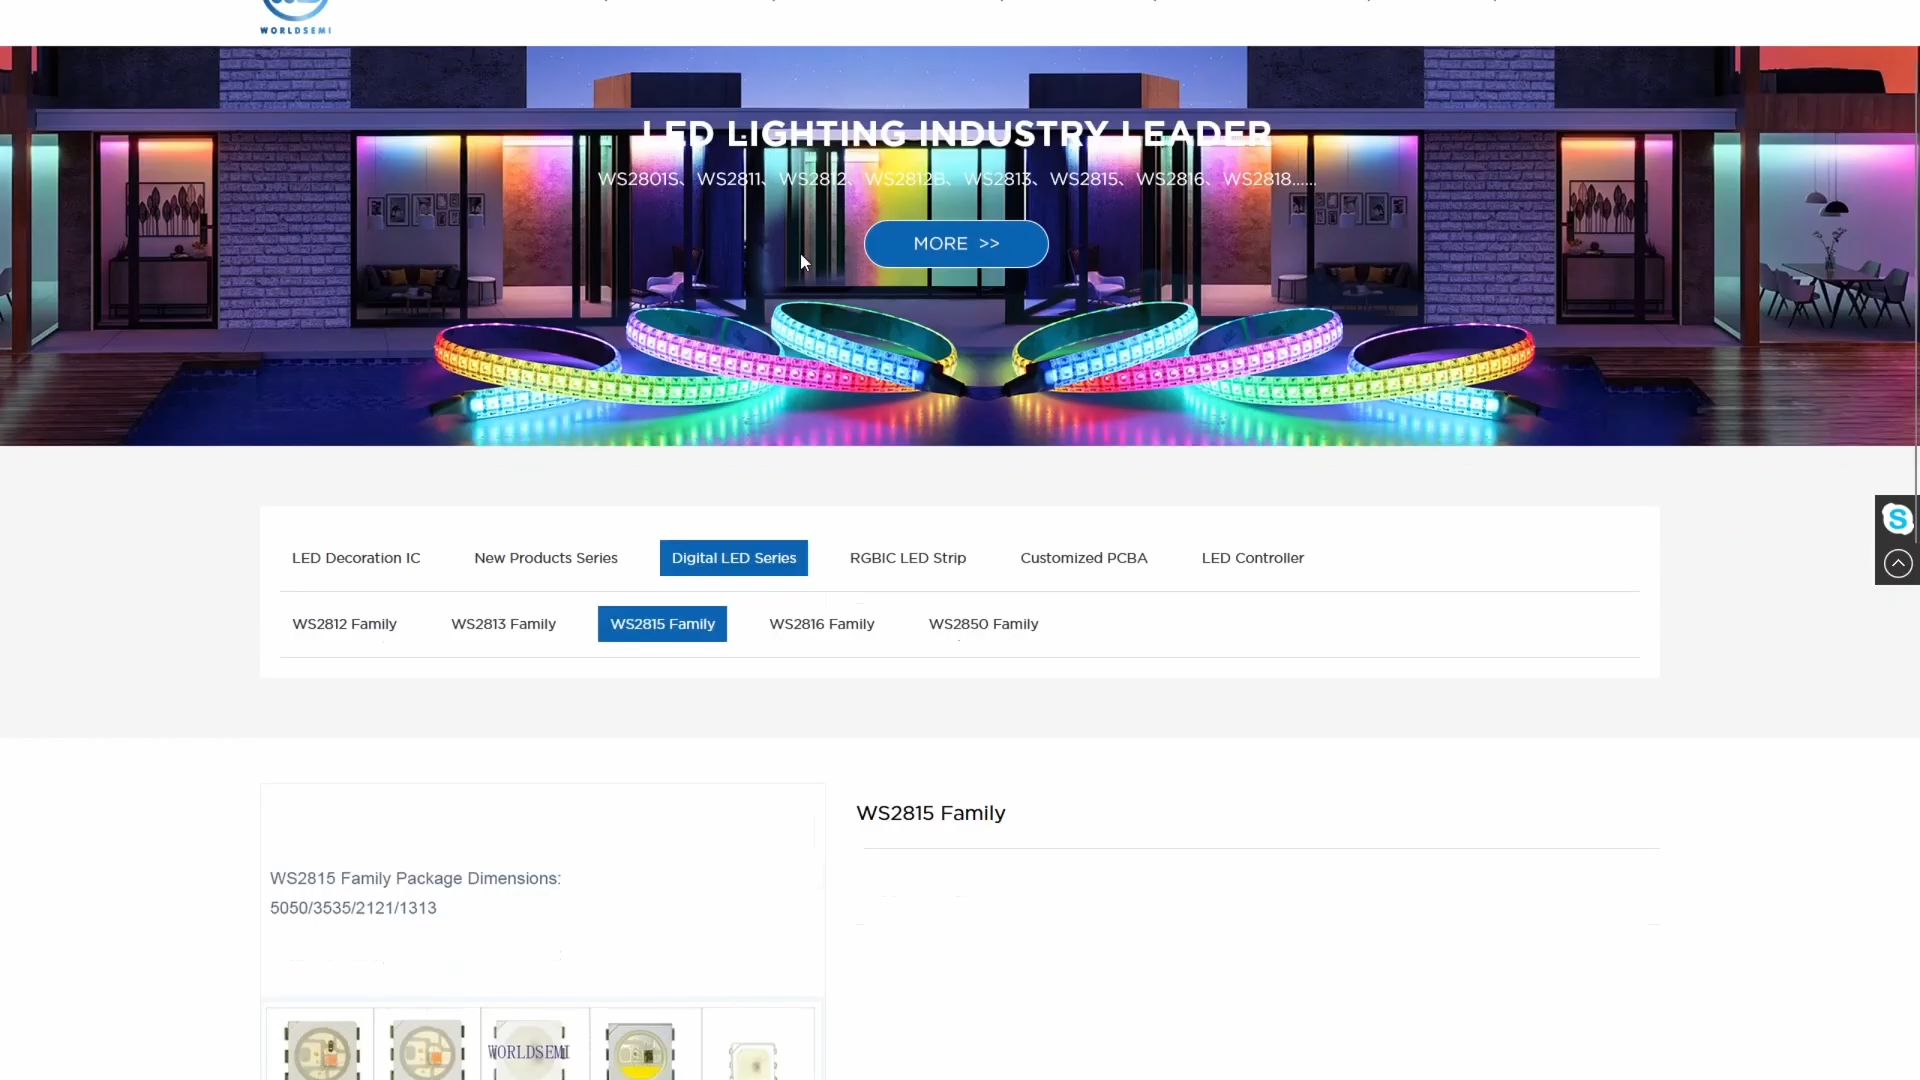 WORLDSEMI
LED LIGHTING INDUSTRY LEADER
WS2801S、WS2811、WS2812、WS2812B、WS2813、WS2815、WS2816、WS2818......
MORE >>
LED Decoration IC New Products Series Digital LED Series RGBIC LED Strip Customized PCBA LED Controller
WS2812 Family WS2813 Family WS2815 Family WS2816 Family WS2850 Family
WS2815 Family
WS2815 Family Package Dimensions:
5050/3535/2121/1313
WORLDSEMI